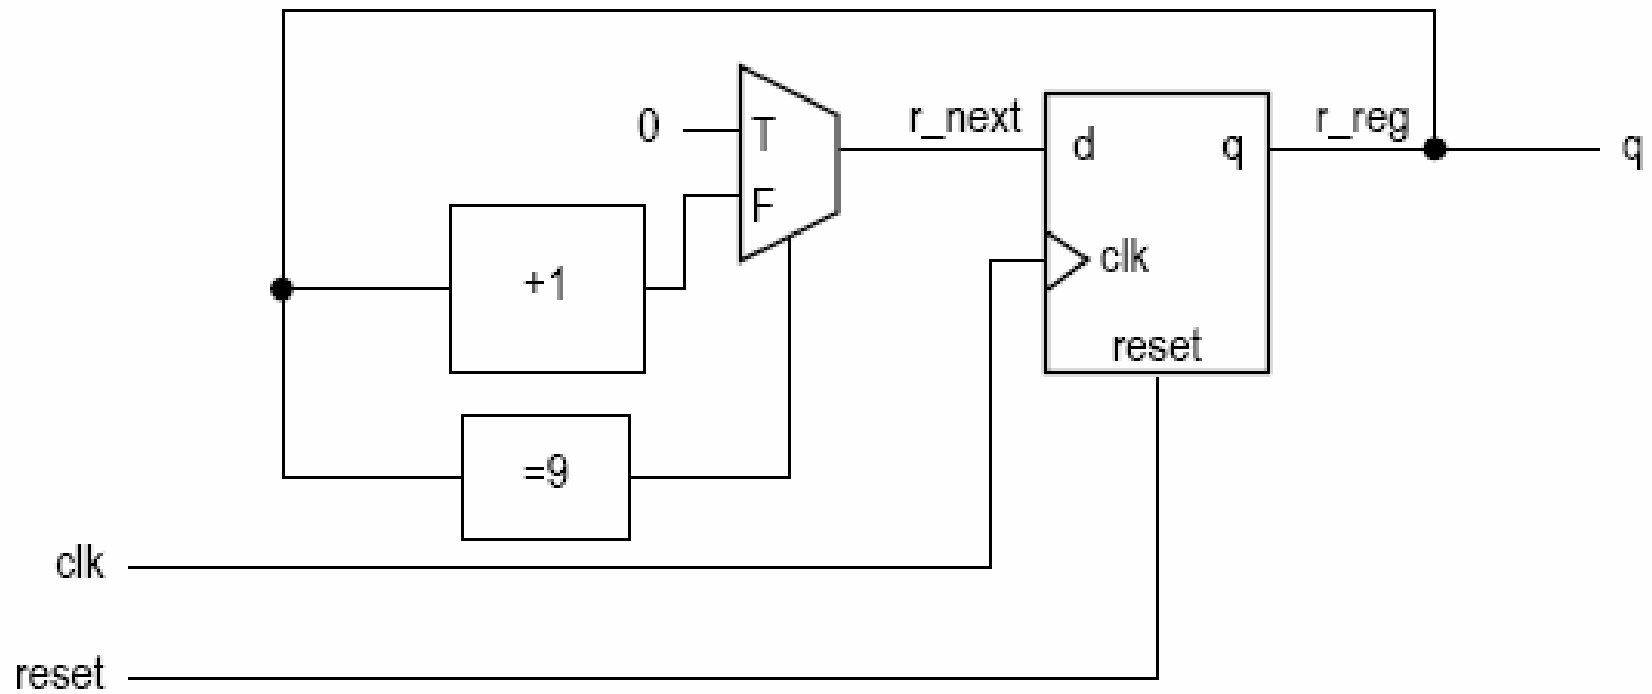 0
T
F
r_next
d
q
r_reg
q
clk
reset
+1
=9
clk
reset